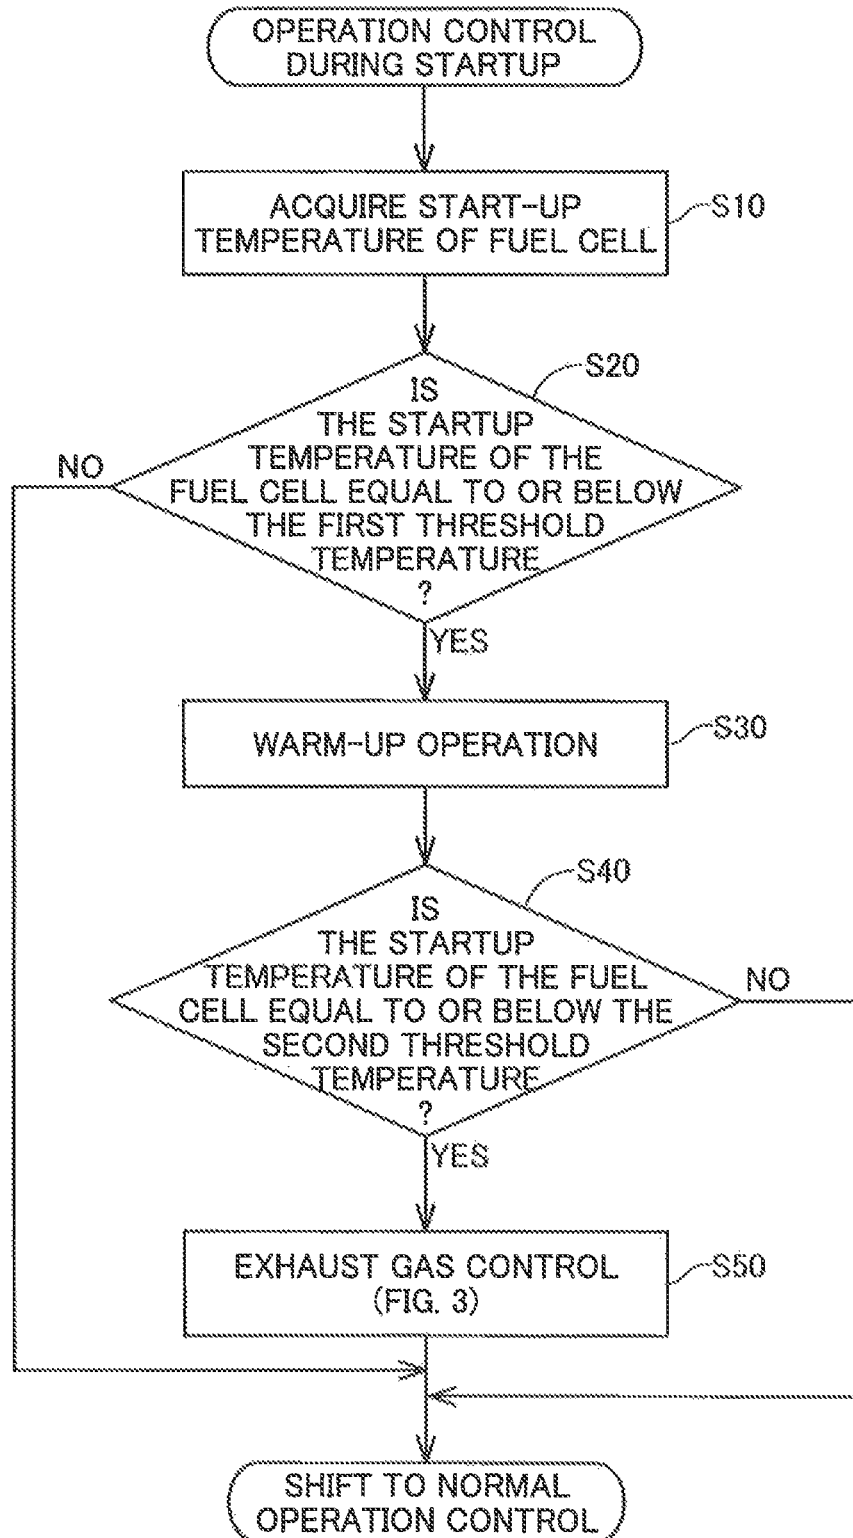 OPERATION CONTROL
DURING STARTUP
ACQUIRE START-UP
TEMPERATURE OF FUEL CELL
S10
S20
IS
THE STARTUP
TEMPERATURE OF THE
FUEL CELL EQUAL TO OR BELOW
THE FIRST THRESHOLD
TEMPERATURE
?
NO
YES
WARM-UP OPERATION
S30
S40
IS
THE STARTUP
TEMPERATURE OF THE FUEL
CELL EQUAL TO OR BELOW THE
SECOND THRESHOLD
TEMPERATURE
?
NO
YES
EXHAUST GAS CONTROL
(FIG. 3)
S50
SHIFT TO NORMAL
OPERATION CONTROL